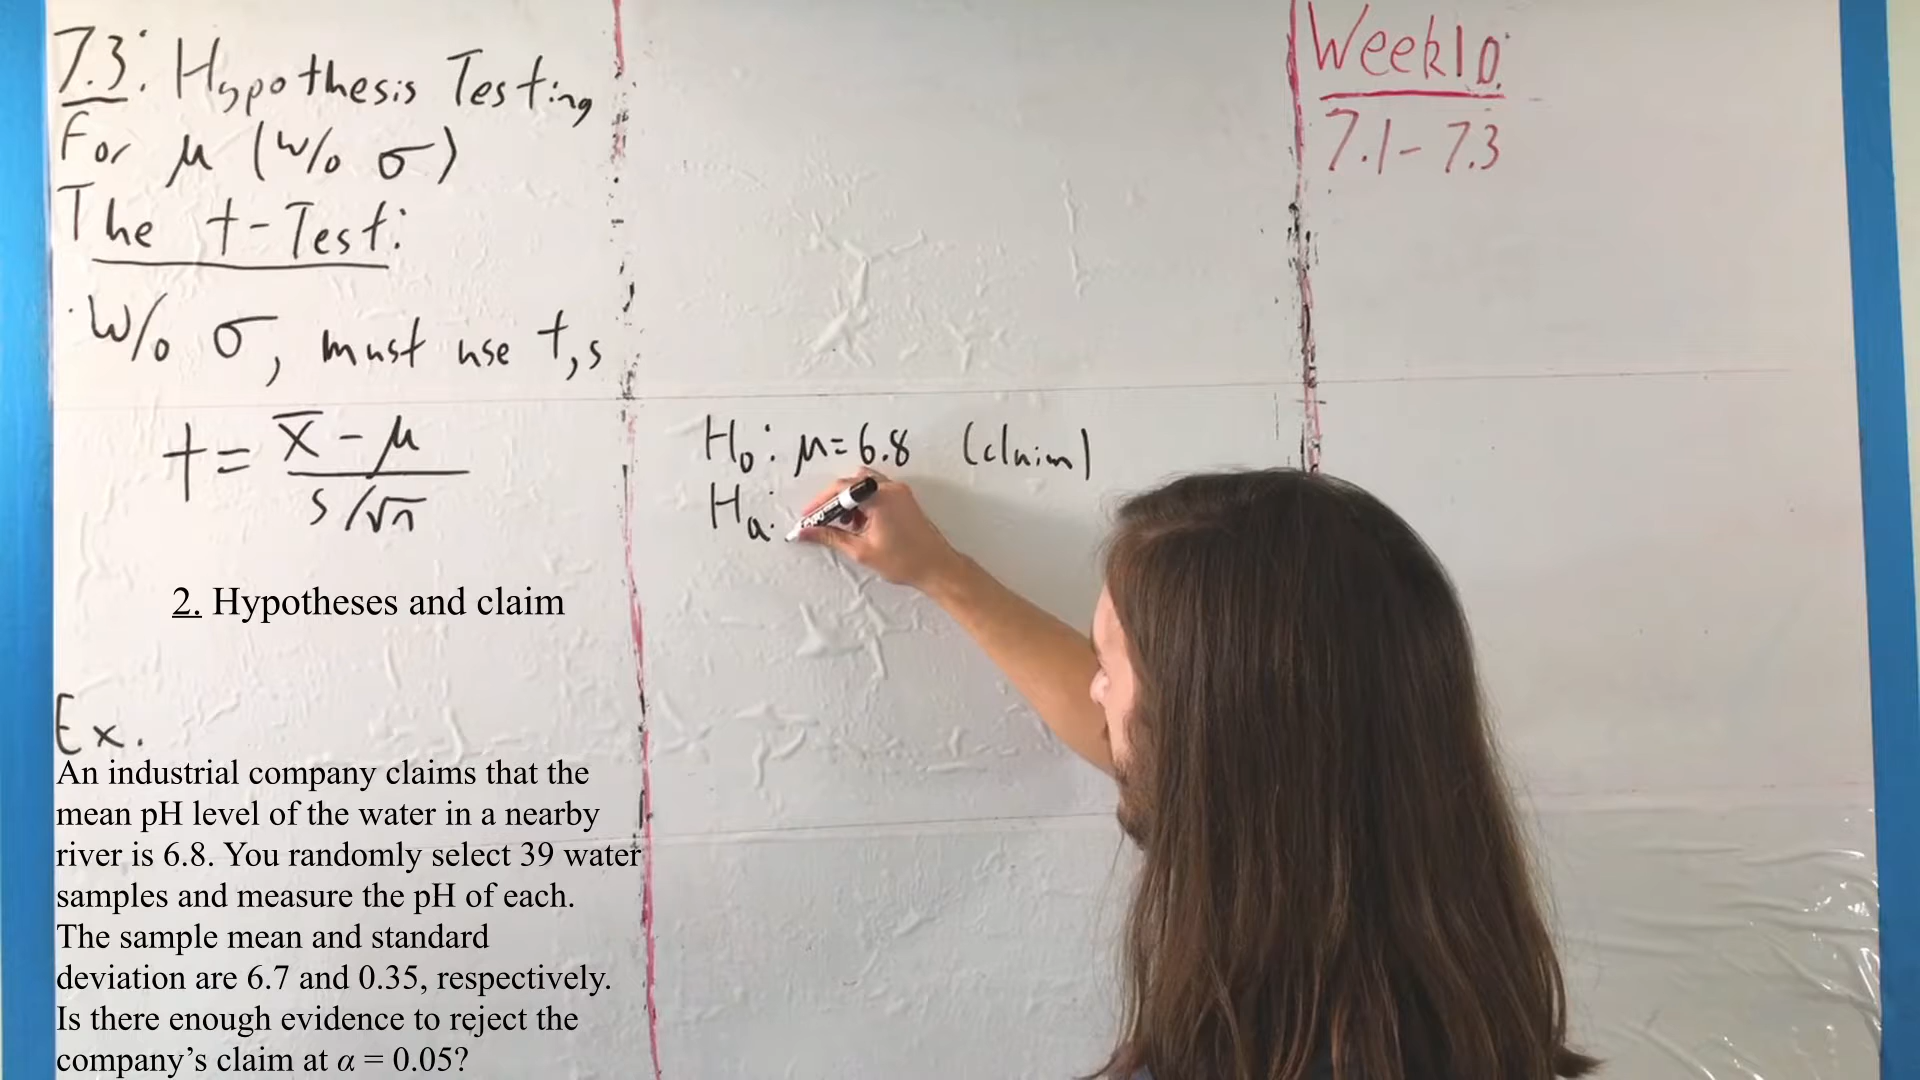 7.3: Hypothesis Testing
For μ (w/o σ)
The t-Test:
· W/o σ, must use t, s
t = x̄ - μ
s/√n
2. Hypotheses and claim
Ex.
An industrial company claims that the
mean pH level of the water in a nearby
river is 6.8. You randomly select 39 water
samples and measure the pH of each.
The sample mean and standard
deviation are 6.7 and 0.35, respectively.
Is there enough evidence to reject the
company's claim at α = 0.05?
H₀: μ = 6.8 (claim)
Hₐ:
Week 10:
7.1 - 7.3